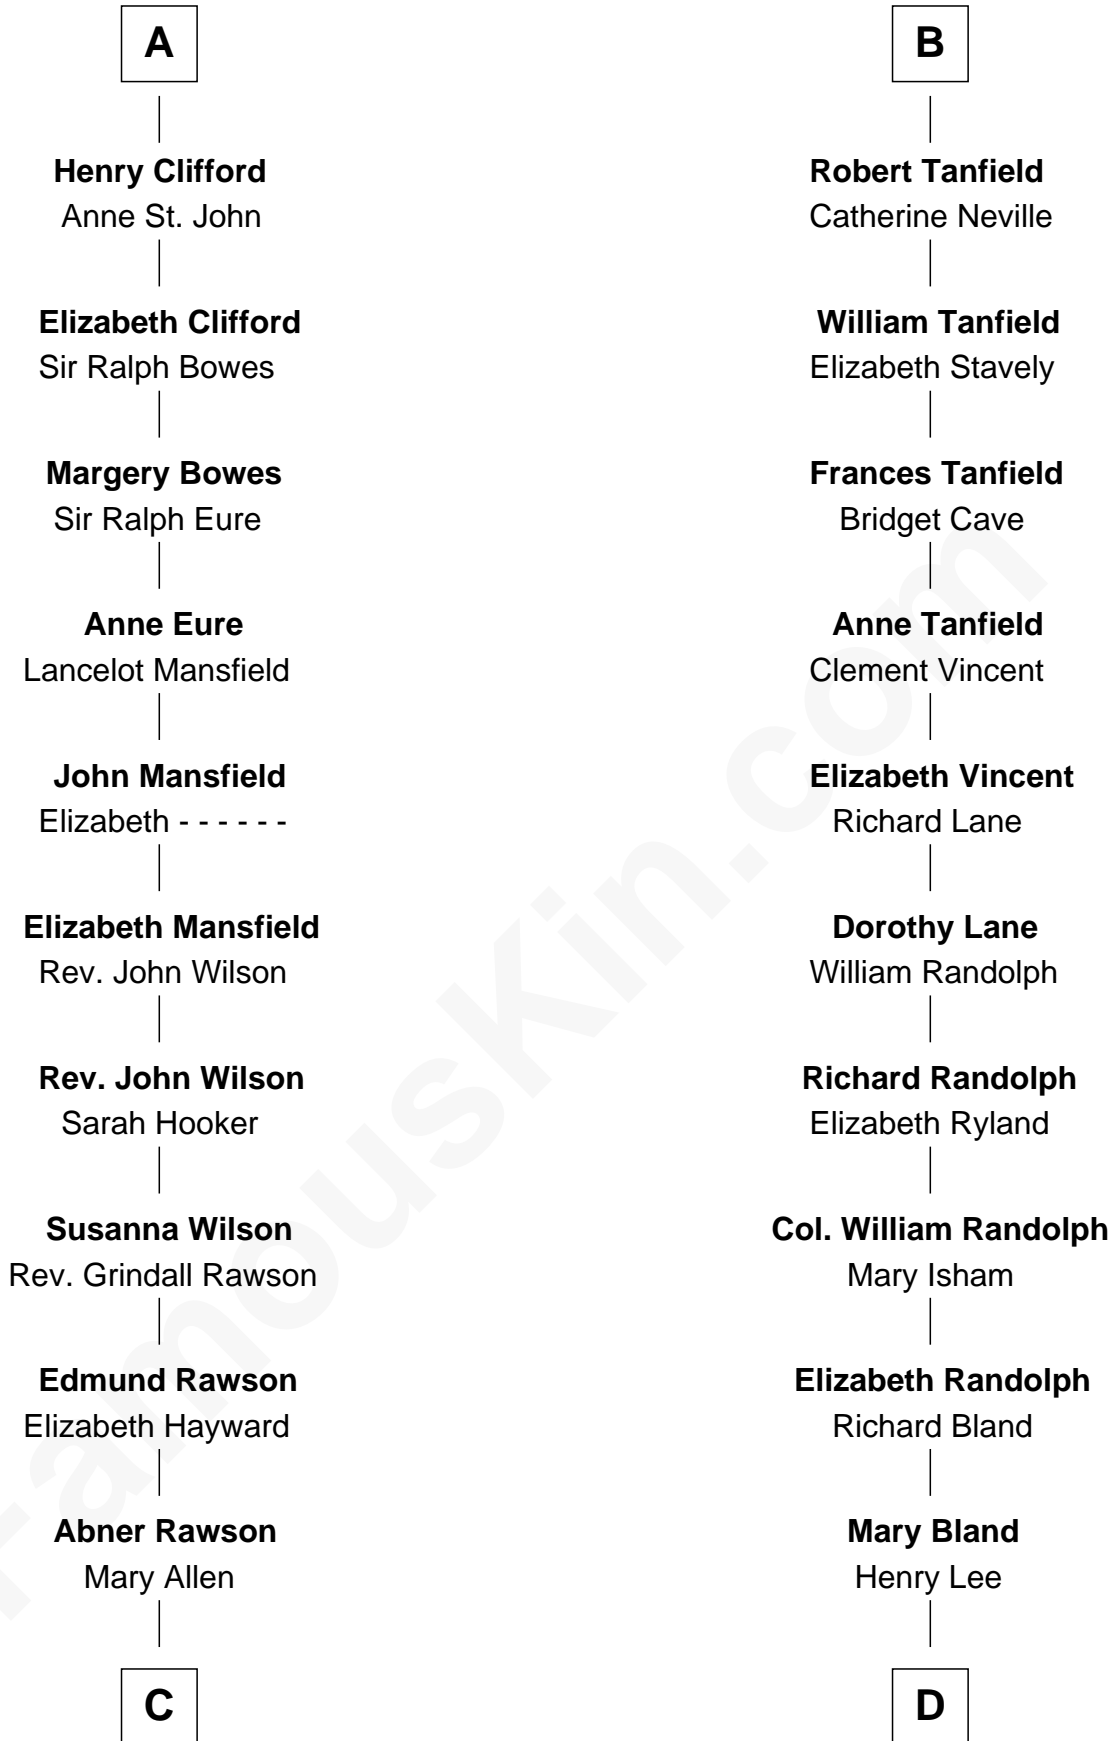 A
Henry Clifford
Anne St. John
Elizabeth Clifford
Sir Ralph Bowes
Margery Bowes
Sir Ralph Eure
Anne Eure
Lancelot Mansfield
John Mansfield
Elizabeth - - - - - -
Elizabeth Mansfield
Rev. John Wilson
Rev. John Wilson
Sarah Hooker
Susanna Wilson
Rev. Grindall Rawson
Edmund Rawson
Elizabeth Hayward
Abner Rawson
Mary Allen
C
B
Robert Tanfield
Catherine Neville
William Tanfield
Elizabeth Stavely
Frances Tanfield
Bridget Cave
Anne Tanfield
Clement Vincent
Elizabeth Vincent
Richard Lane
Dorothy Lane
William Randolph
Richard Randolph
Elizabeth Ryland
Col. William Randolph
Mary Isham
Elizabeth Randolph
Richard Bland
Mary Bland
Henry Lee
D
FamousKin.com